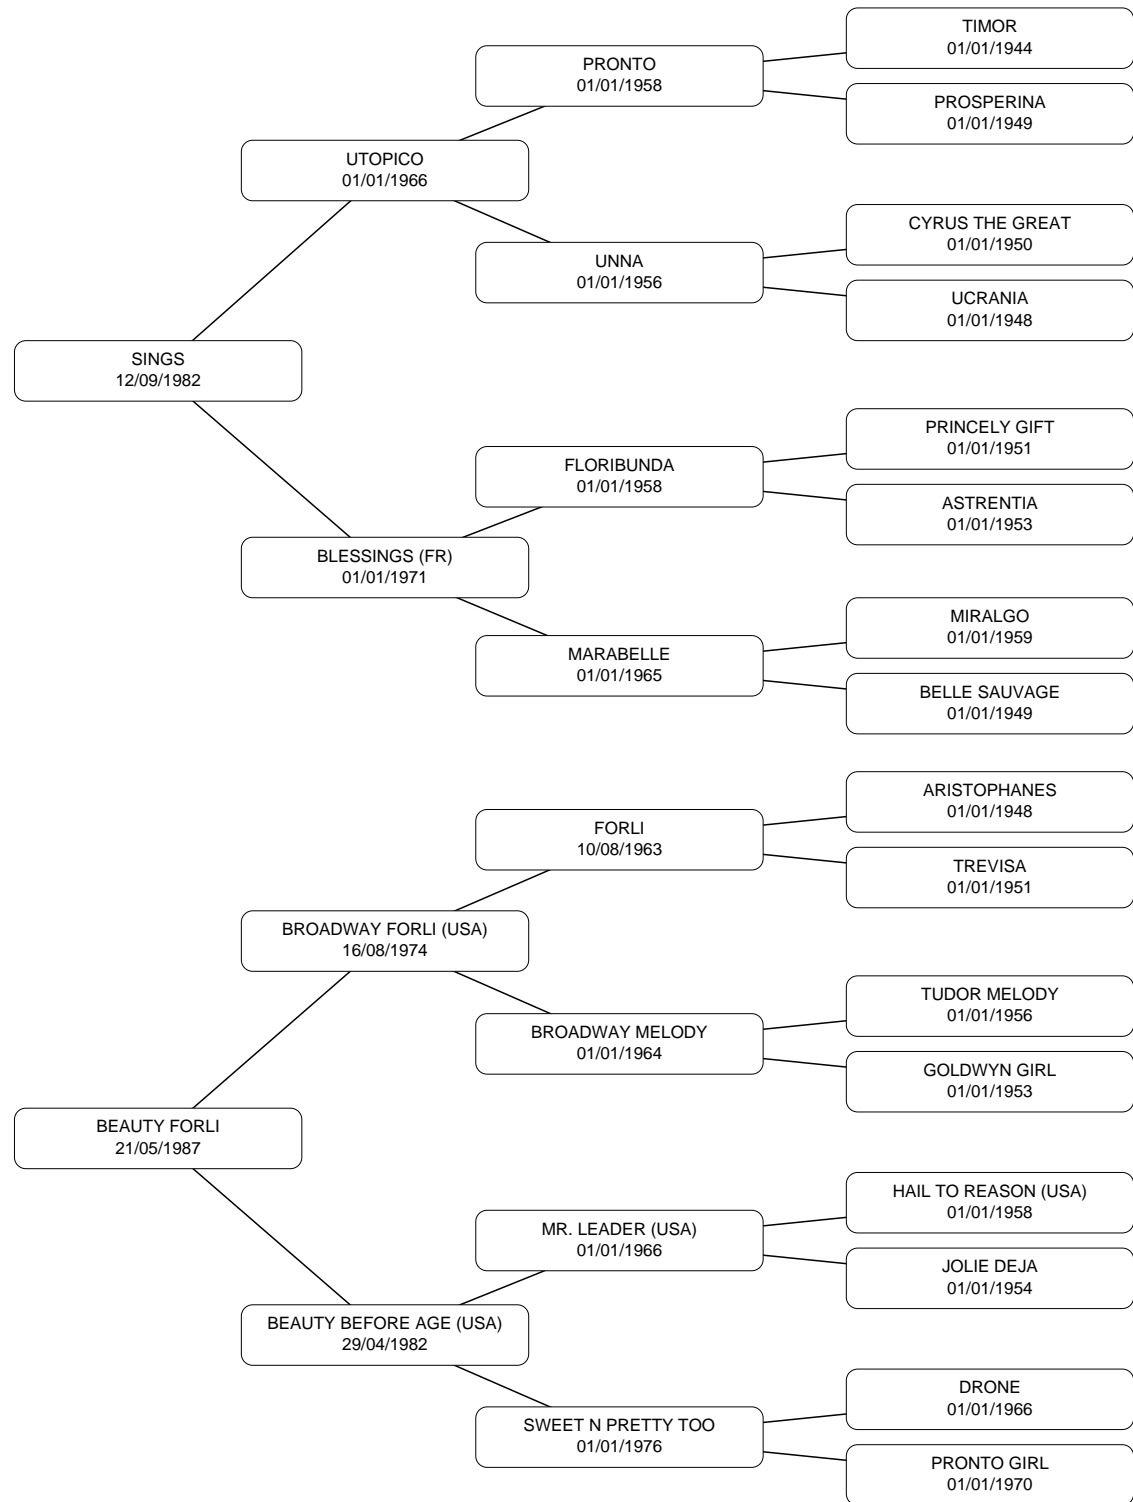 TIMOR
01/01/1944
PRONTO
01/01/1958
PROSPERINA
01/01/1949
UTOPICO
01/01/1966
CYRUS THE GREAT
01/01/1950
UNNA
01/01/1956
UCRANIA
01/01/1948
SINGS
12/09/1982
PRINCELY GIFT
01/01/1951
FLORIBUNDA
01/01/1958
ASTRENTIA
01/01/1953
BLESSINGS (FR)
01/01/1971
MIRALGO
01/01/1959
MARABELLE
01/01/1965
BELLE SAUVAGE
01/01/1949
ARISTOPHANES
01/01/1948
FORLI
10/08/1963
TREVISA
01/01/1951
BROADWAY FORLI (USA)
16/08/1974
TUDOR MELODY
01/01/1956
BROADWAY MELODY
01/01/1964
GOLDWYN GIRL
01/01/1953
BEAUTY FORLI
21/05/1987
HAIL TO REASON (USA)
01/01/1958
MR. LEADER (USA)
01/01/1966
JOLIE DEJA
01/01/1954
BEAUTY BEFORE AGE (USA)
29/04/1982
DRONE
01/01/1966
SWEET N PRETTY TOO
01/01/1976
PRONTO GIRL
01/01/1970